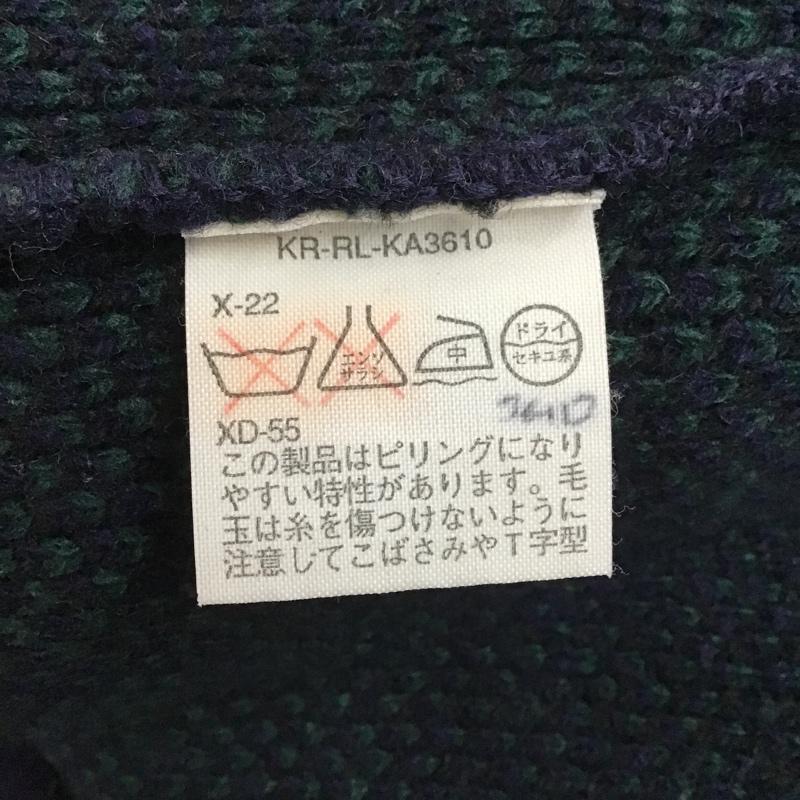 KR-RL-KA3610
X-22
エンソ
サラシ
中
ドライ
セキユ系
XD-55
この製品はピリングになり
やすい特性があります。毛
玉は糸を傷つけないように
注意してこばさみやT字型